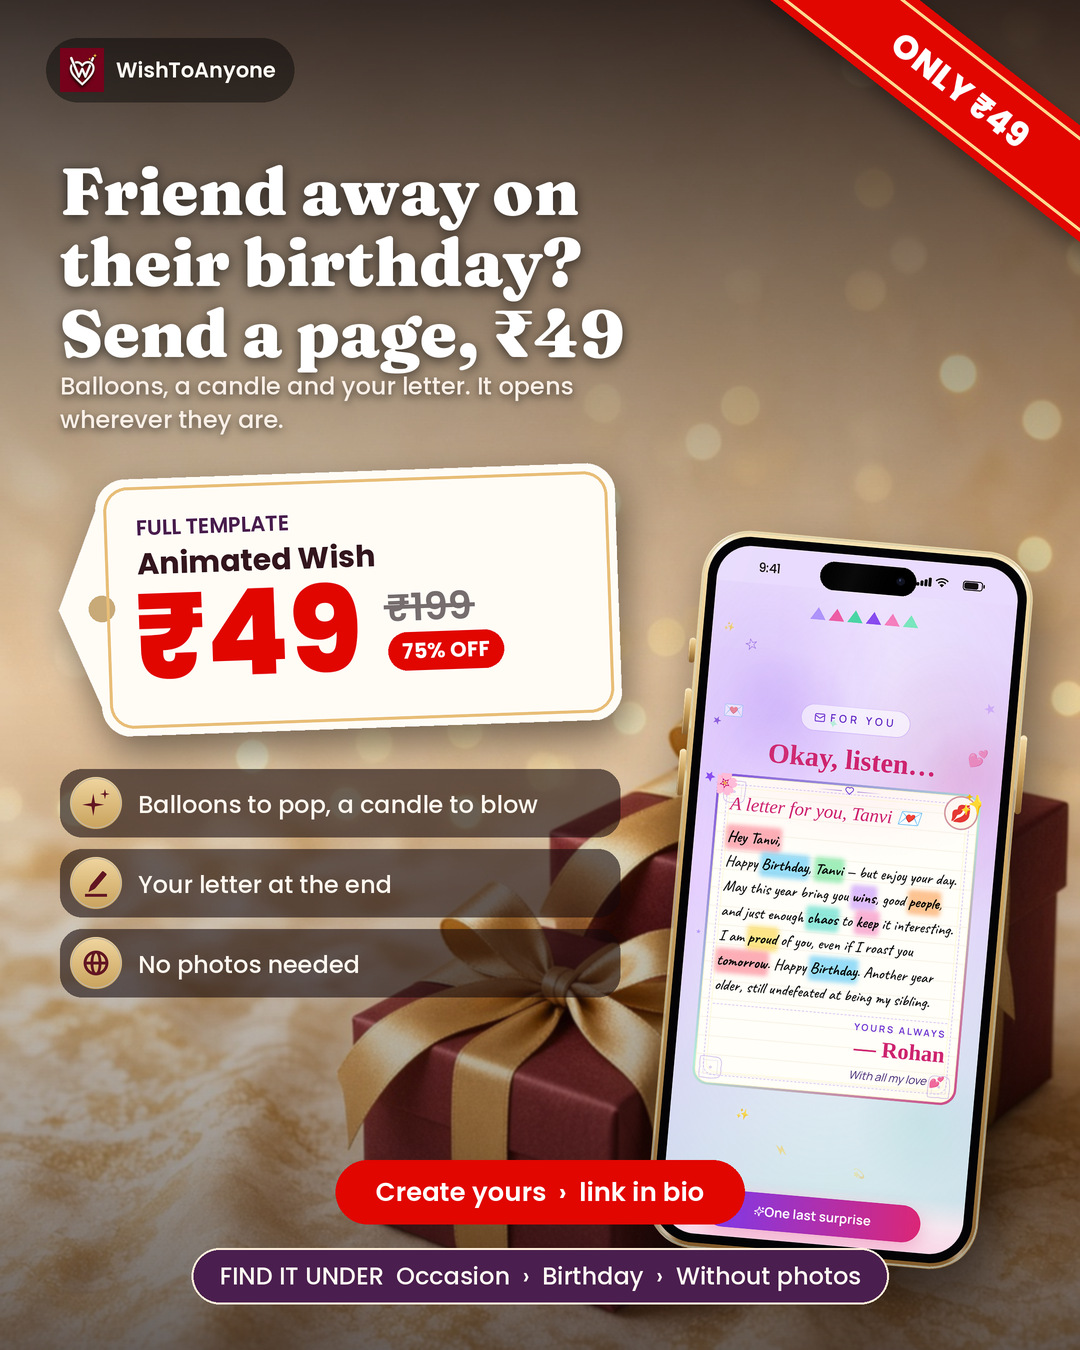 WishToAnyone
ONLY ₹49
Friend away on
their birthday?
Send a page, ₹49
Balloons, a candle and your letter. It opens
wherever they are.
FULL TEMPLATE
Animated Wish
₹49 ₹199
75% OFF
Balloons to pop, a candle to blow
Your letter at the end
No photos needed
9:41
FOR YOU
Okay, listen...
A letter for you, Tanvi 💌
Hey Tanvi,
Happy Birthday, Tanvi – but enjoy your day.
May this year bring you wins, good people,
and just enough chaos to keep it interesting.
I am proud of you, even if I roast you
tomorrow. Happy Birthday. Another year
older, still undefeated at being my sibling.
YOURS ALWAYS
— Rohan
With all my love 💕
One last surprise
Create yours › link in bio
FIND IT UNDER Occasion › Birthday › Without photos